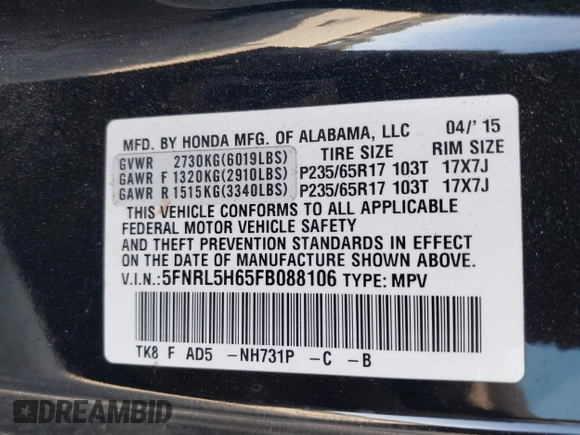 MFD. BY HONDA MFG. OF ALABAMA, LLC 04/'15
TIRE SIZE RIM SIZE
GVWR 2730KG(6019LBS)
GAWR F 1320KG(2910LBS) P235/65R17 103T 17X7J
GAWR R 1515KG(3340LBS) P235/65R17 103T 17X7J
THIS VEHICLE CONFORMS TO ALL APPLICABLE
FEDERAL MOTOR VEHICLE SAFETY
AND THEFT PREVENTION STANDARDS IN EFFECT
ON THE DATE OF MANUFACTURE SHOWN ABOVE.
V.I.N.:5FNRL5H65FB088106 TYPE: MPV
TK8 F AD5 -NH731P -C -B
DREAMBID